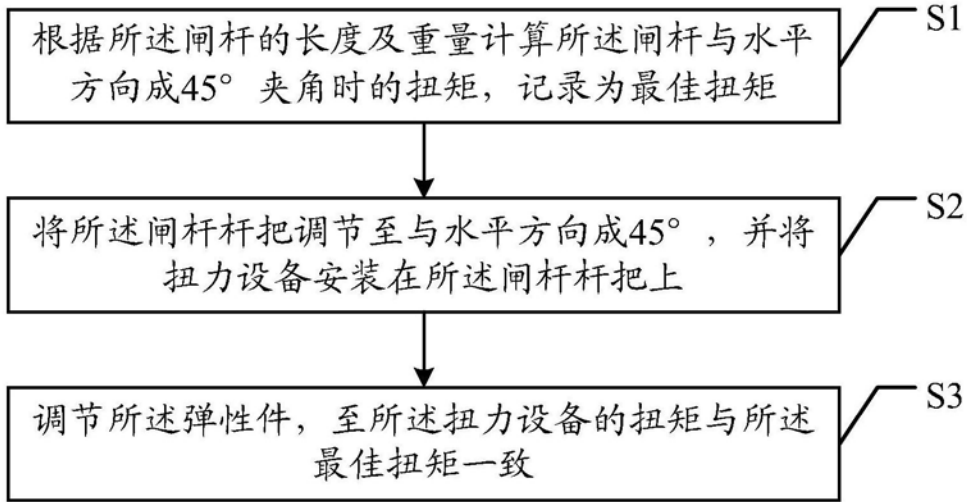 根据所述闸杆的长度及重量计算所述闸杆与水平
方向成45°夹角时的扭矩，记录为最佳扭矩
S1
将所述闸杆杆把调节至与水平方向成45°，并将
扭力设备安装在所述闸杆杆把上
S2
调节所述弹性件，至所述扭力设备的扭矩与所述
最佳扭矩一致
S3